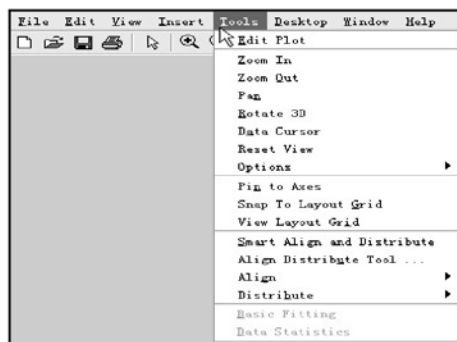 File Edit View Insert Tools Desktop Window Help
Edit Plot
Zoom In
Zoom Out
Pan
Rotate 3D
Data Cursor
Reset View
Options
Pin to Axes
Snap To Layout Grid
View Layout Grid
Smart Align and Distribute
Align Distribute Tool ...
Align
Distribute
Basic Fitting
Data Statistics